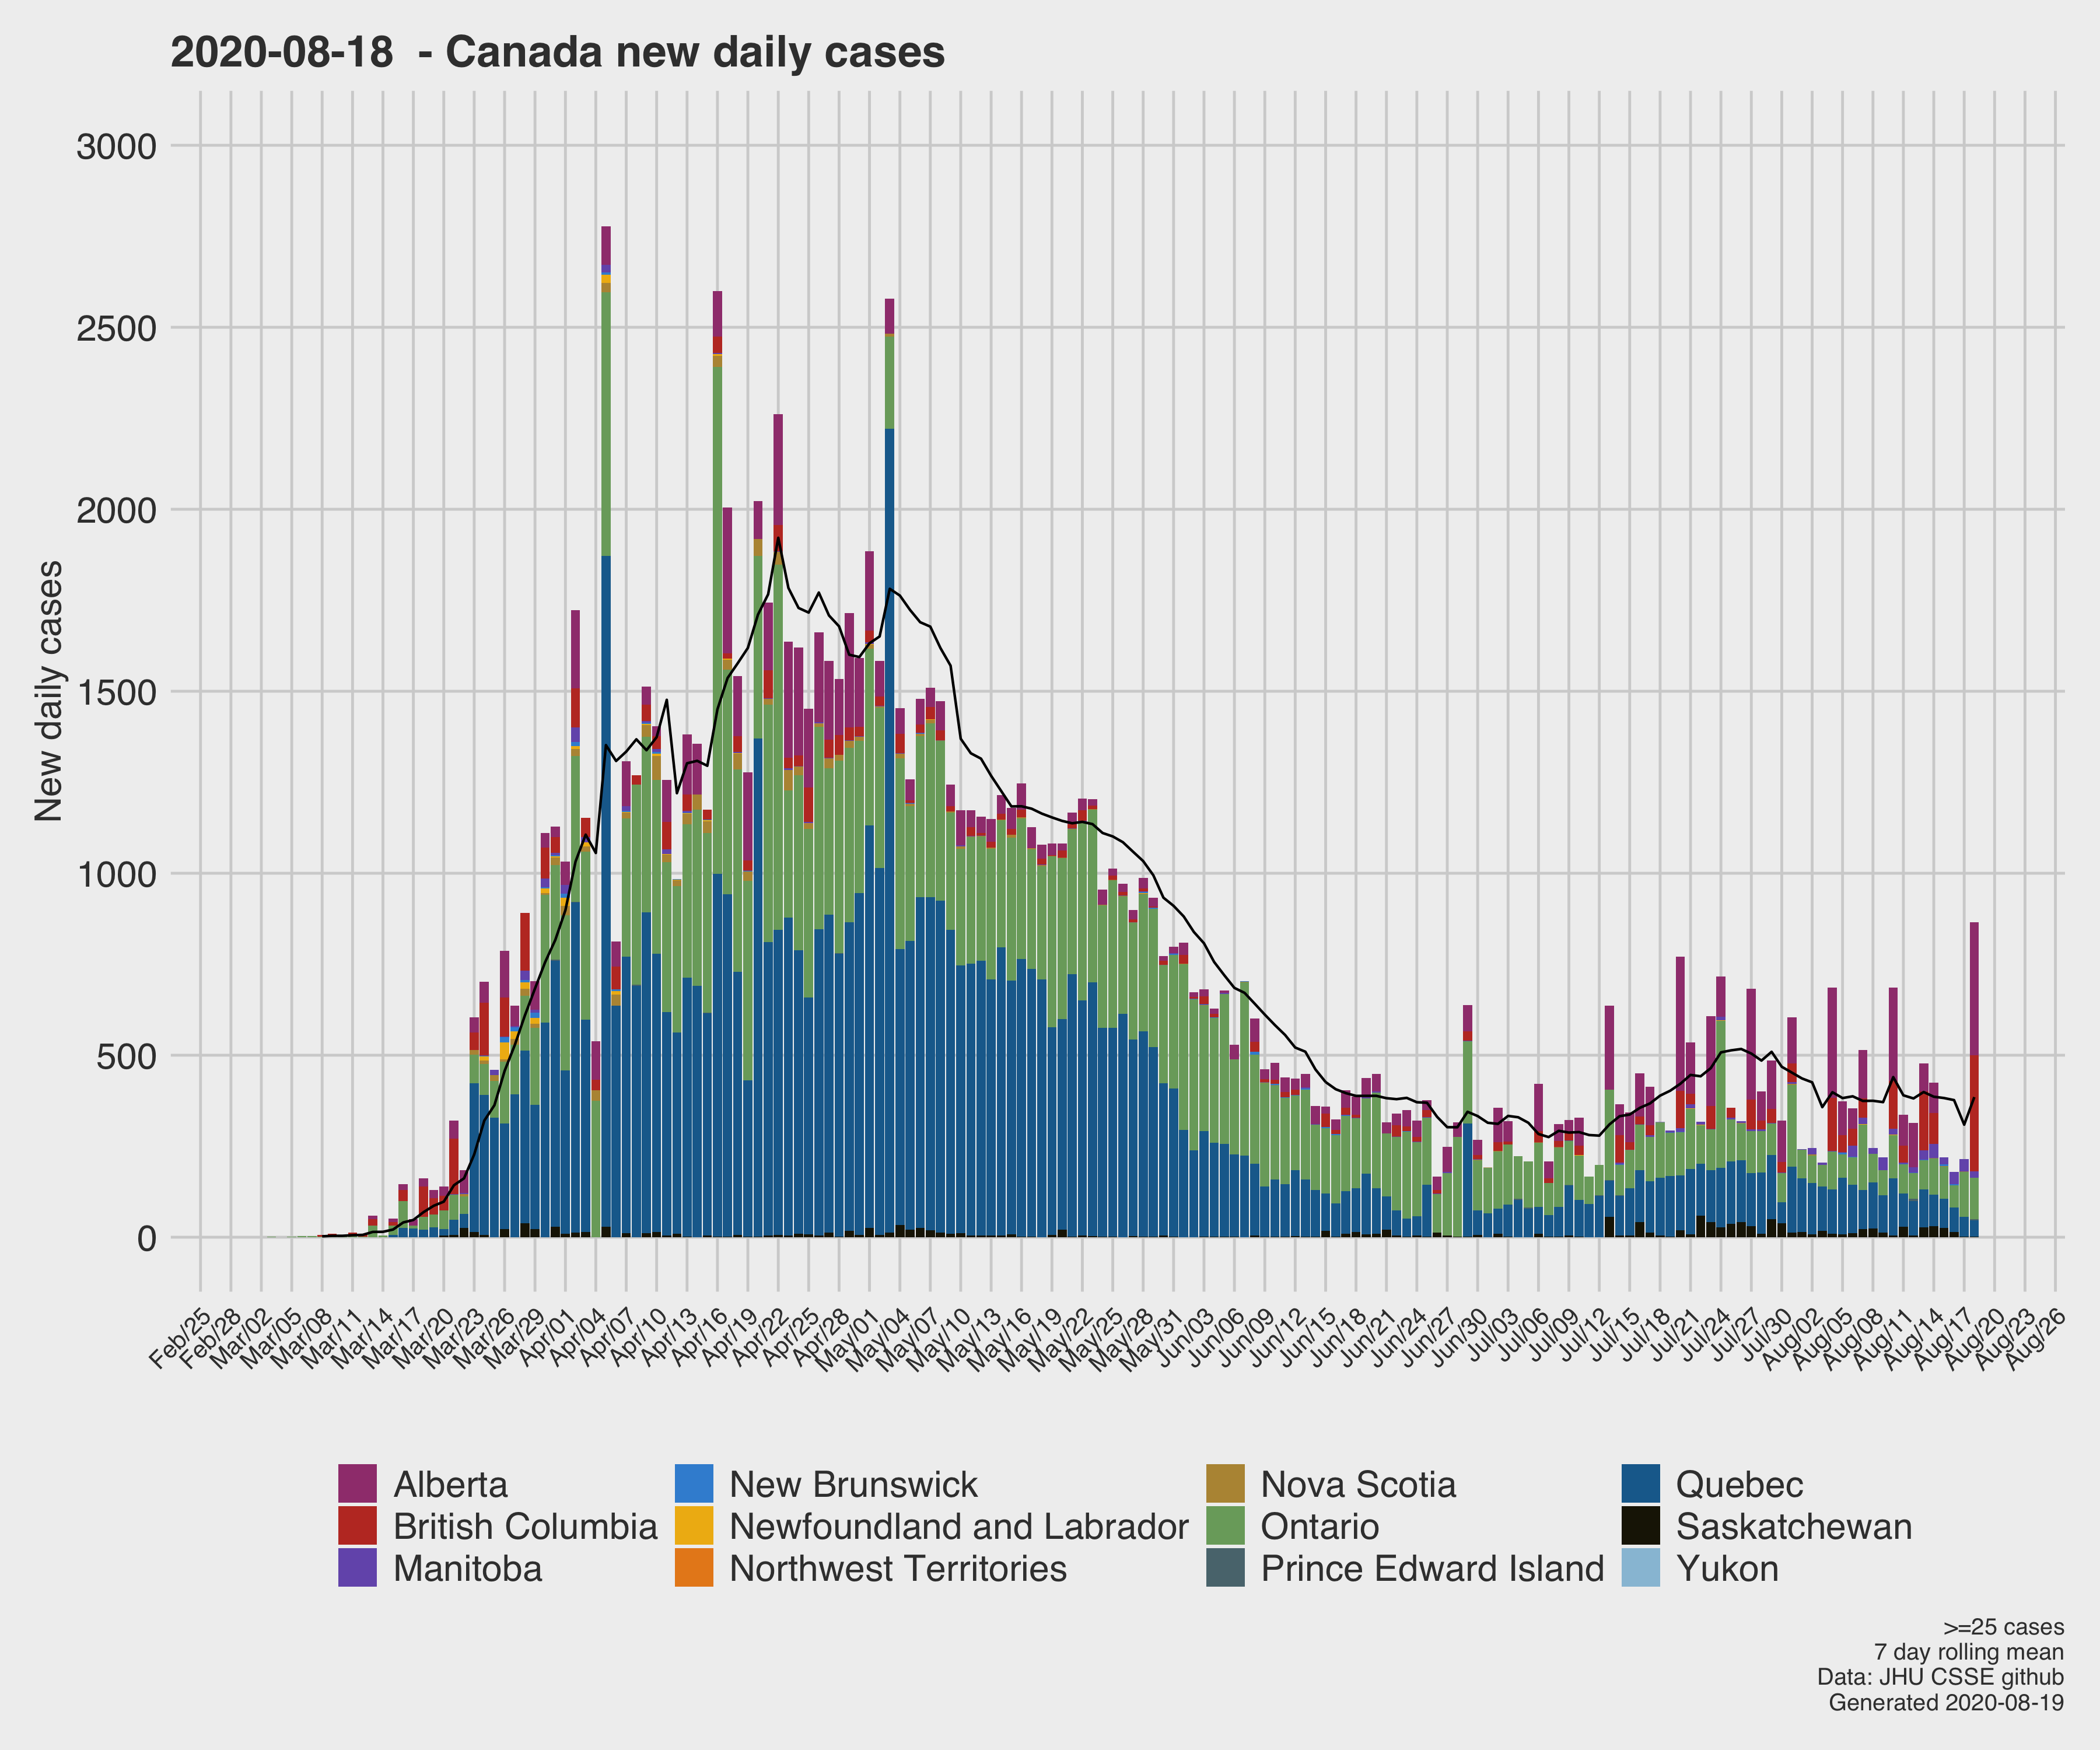 2020-08-18  - Canada new daily cases
New daily cases
3000
2500
2000
1500
1000
500
0
Feb/25
Feb/28
Mar/02
Mar/05
Mar/08
Mar/11
Mar/14
Mar/17
Mar/20
Mar/23
Mar/26
Mar/29
Apr/01
Apr/04
Apr/07
Apr/10
Apr/13
Apr/16
Apr/19
Apr/22
Apr/25
Apr/28
May/01
May/04
May/07
May/10
May/13
May/16
May/19
May/22
May/25
May/28
May/31
Jun/03
Jun/06
Jun/09
Jun/12
Jun/15
Jun/18
Jun/21
Jun/24
Jun/27
Jun/30
Jul/03
Jul/06
Jul/09
Jul/12
Jul/15
Jul/18
Jul/21
Jul/24
Jul/27
Jul/30
Aug/02
Aug/05
Aug/08
Aug/11
Aug/14
Aug/17
Aug/20
Aug/23
Aug/26
Alberta
British Columbia
Manitoba
New Brunswick
Newfoundland and Labrador
Northwest Territories
Nova Scotia
Ontario
Prince Edward Island
Quebec
Saskatchewan
Yukon
>=25 cases
7 day rolling mean
Data: JHU CSSE github
Generated 2020-08-19